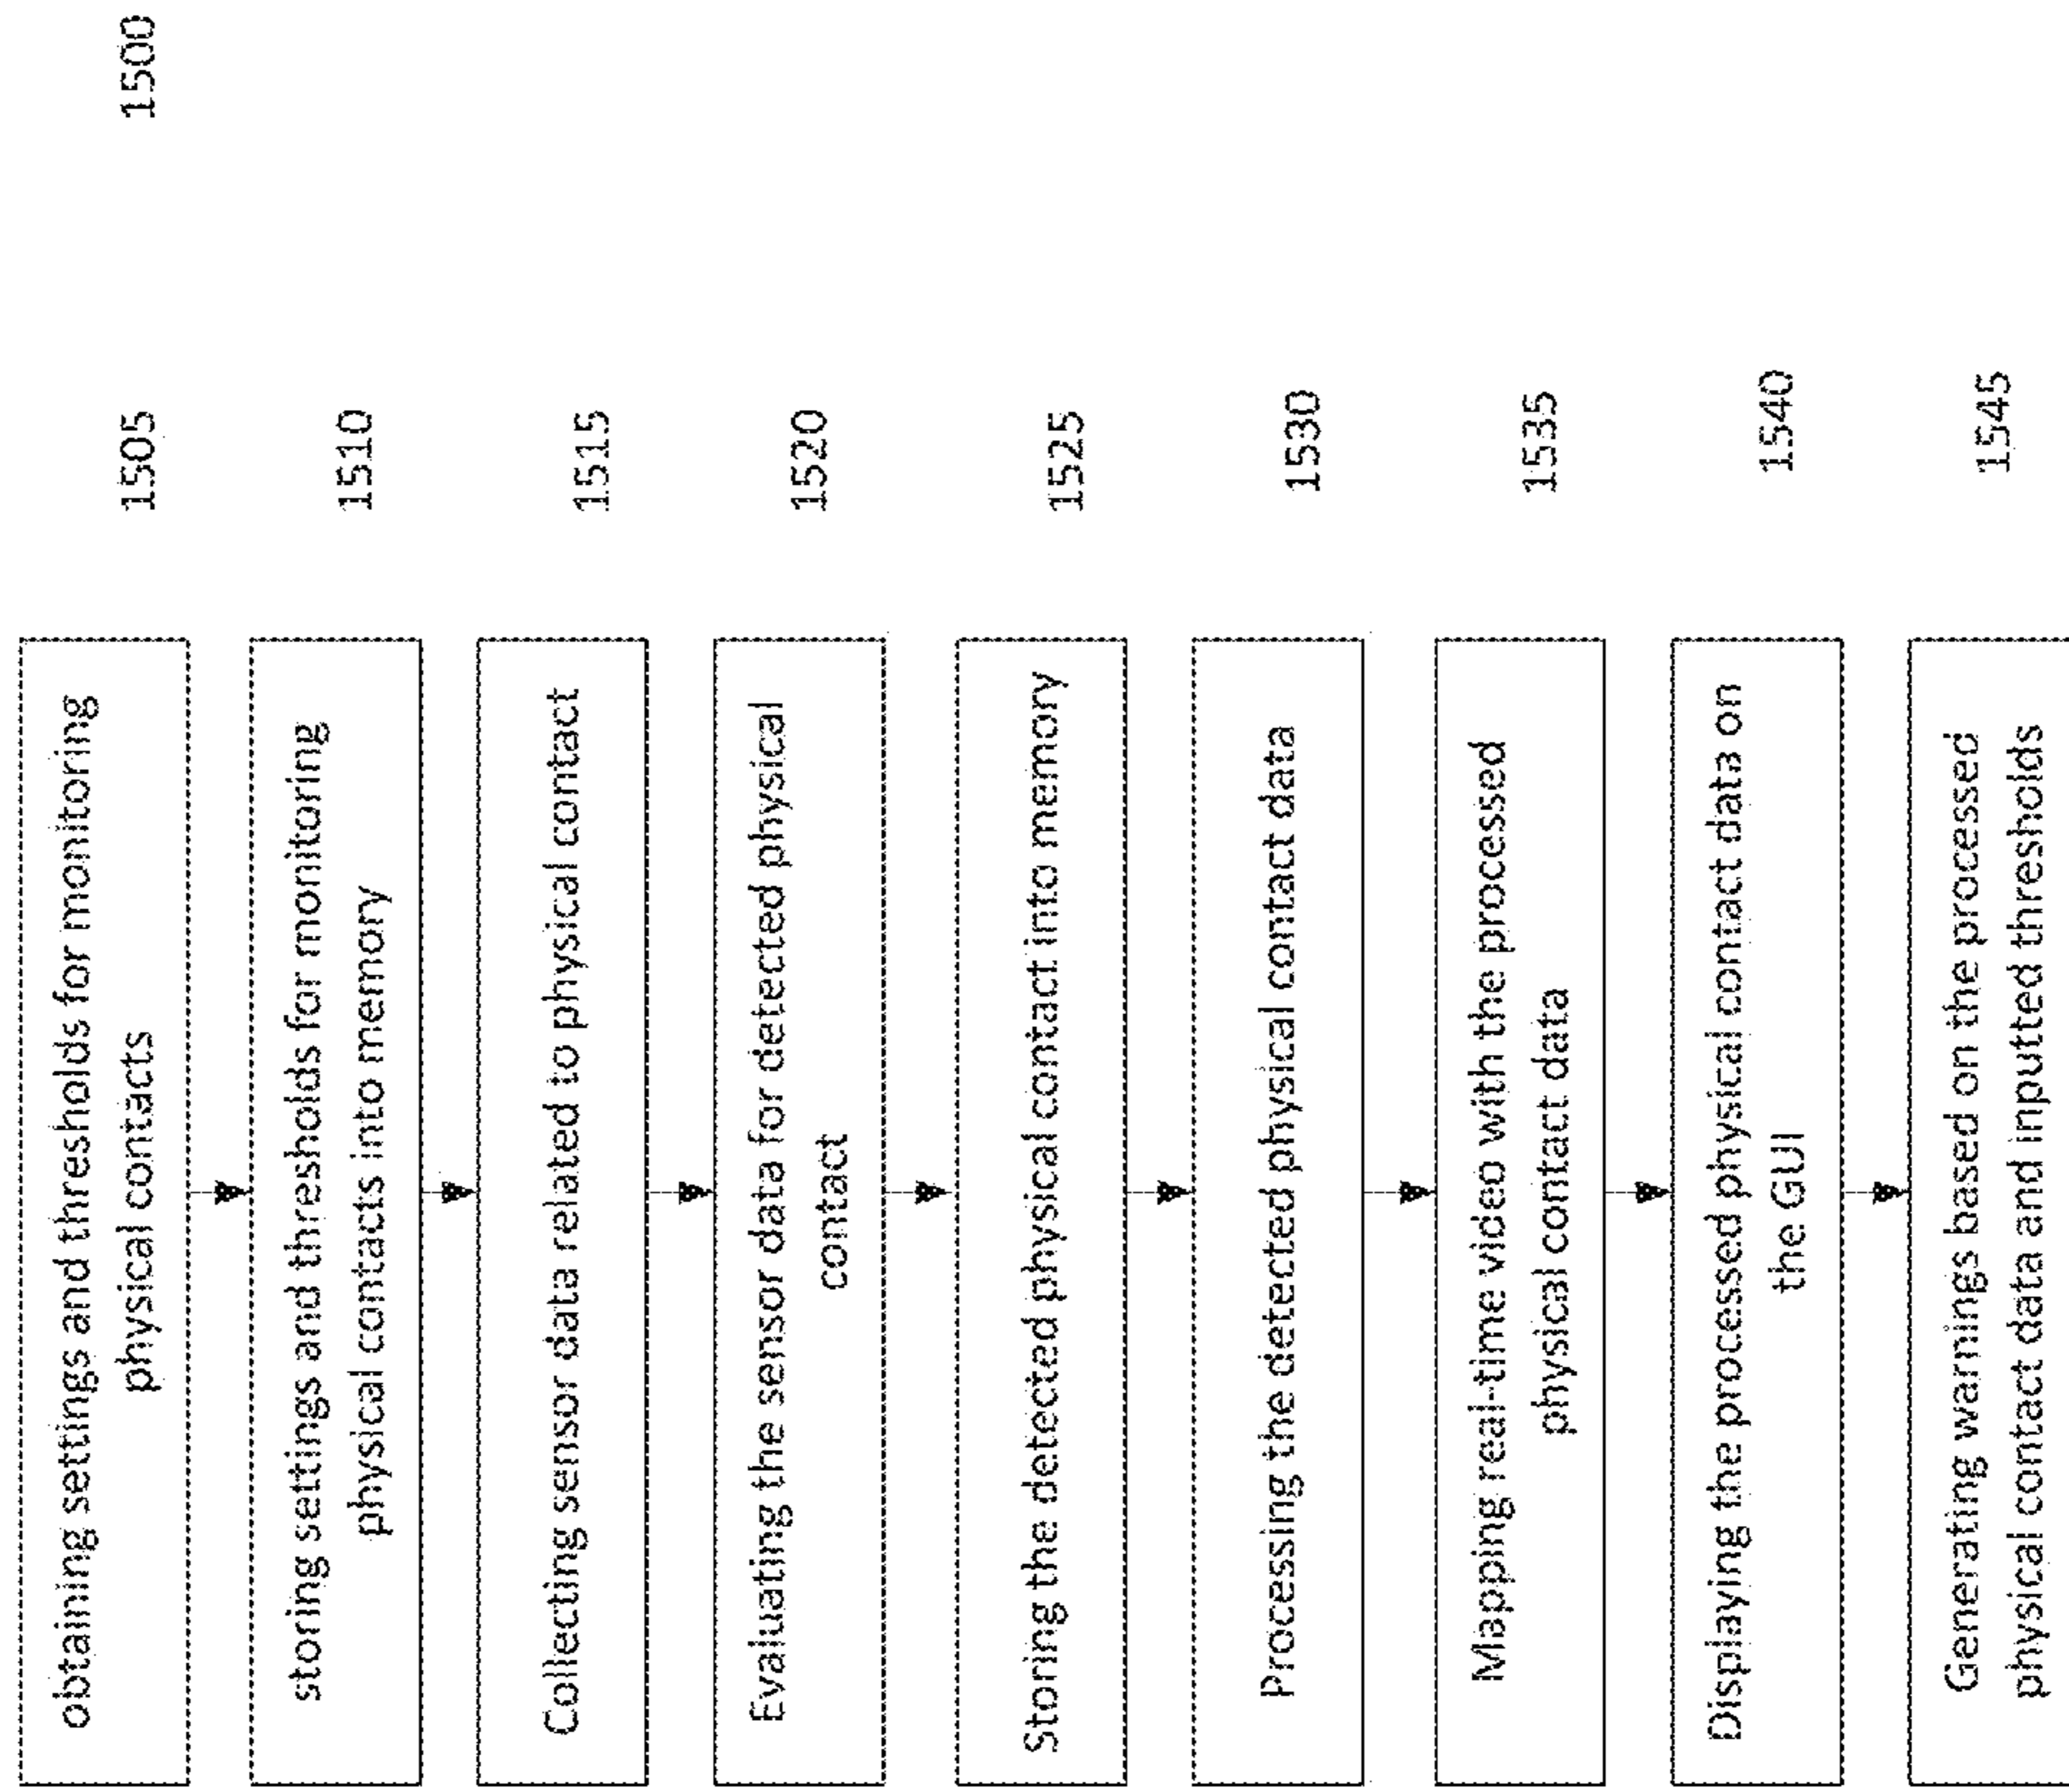 1500
obtaining settings and thresholds for monitoring
physical contacts
1505
storing settings and thresholds for monitoring
physical contacts into memory
1510
Collecting sensor data related to physical contact
1515
Evaluating the sensor data for detected physical
contact
1520
Storing the detected physical contact into memory
1525
Processing the detected physical contact data
1530
Mapping real-time video with the processed
physical contact data
1535
Displaying the processed physical contact data on
the GUI
1540
Generating warnings based on the processed
physical contact data and inputted thresholds
1545